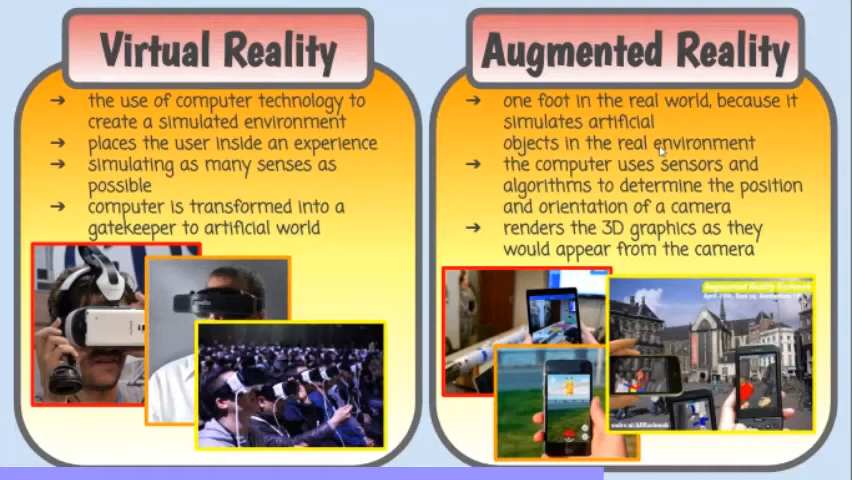 Virtual Reality
➔ the use of computer technology to
create a simulated environment
➔ places the user inside an experience
➔ simulating as many senses as
possible
➔ computer is transformed into a
gatekeeper to artificial world
Augmented Reality
➔ one foot in the real world, because it
simulates artificial
objects in the real environment
➔ the computer uses sensors and
algorithms to determine the position
and orientation of a camera
➔ renders the 3D graphics as they
would appear from the camera
Augmented Reality